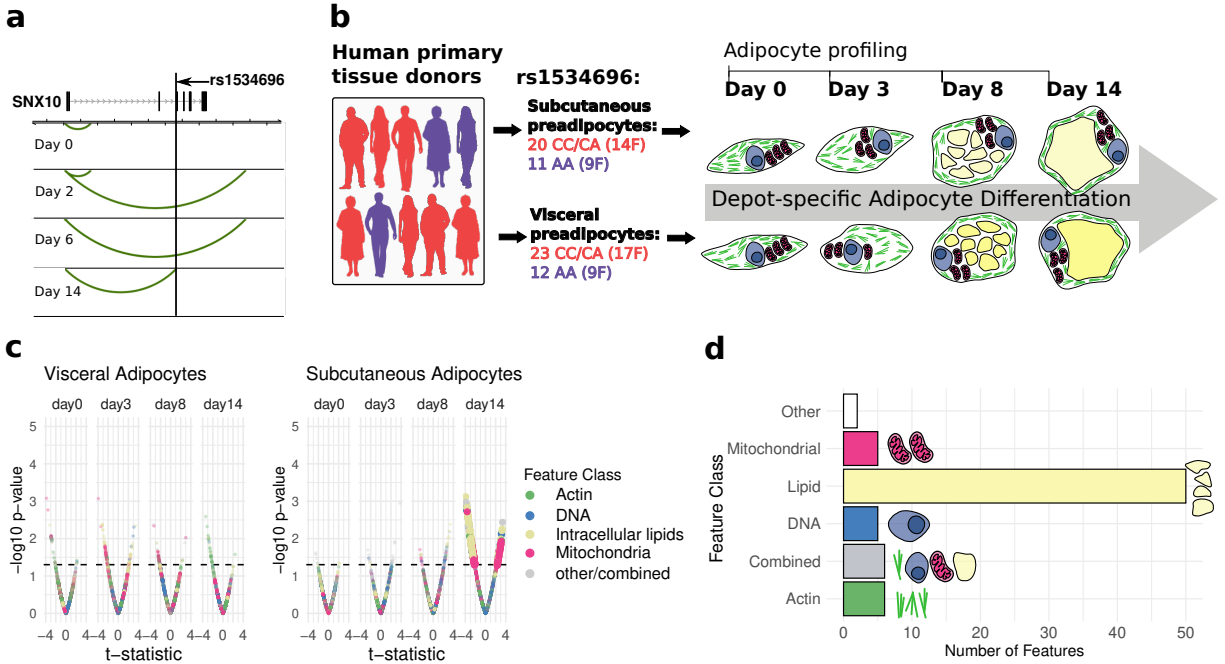 a
rs1534696
SNX10
Day 0
Day 2
Day 6
Day 14
b
Human primary
tissue donors
rs1534696:
Subcutaneous
preadipocytes:
20 CC/CA (14F)
11 AA (9F)
Visceral
preadipocytes:
23 CC/CA (17F)
12 AA (9F)
Adipocyte profiling
Day 0 Day 3 Day 8 Day 14
Depot-specific Adipocyte Differentiation
c
Visceral Adipocytes
day0 day3 day8 day14
5
4
3
2
1
0
−log10 p−value
−4 0 4−4 0 4−4 0 4−4 0 4
t−statistic
Subcutaneous Adipocytes
day0 day3 day8 day14
5
4
3
2
1
0
−log10 p−value
−4 0 4−4 0 4−4 0 4−4 0 4
t−statistic
Feature Class
Actin
DNA
Intracellular lipids
Mitochondria
other/combined
d
Feature Class
Other
Mitochondrial
Lipid
DNA
Combined
Actin
0 10 20 30 40 50
Number of Features